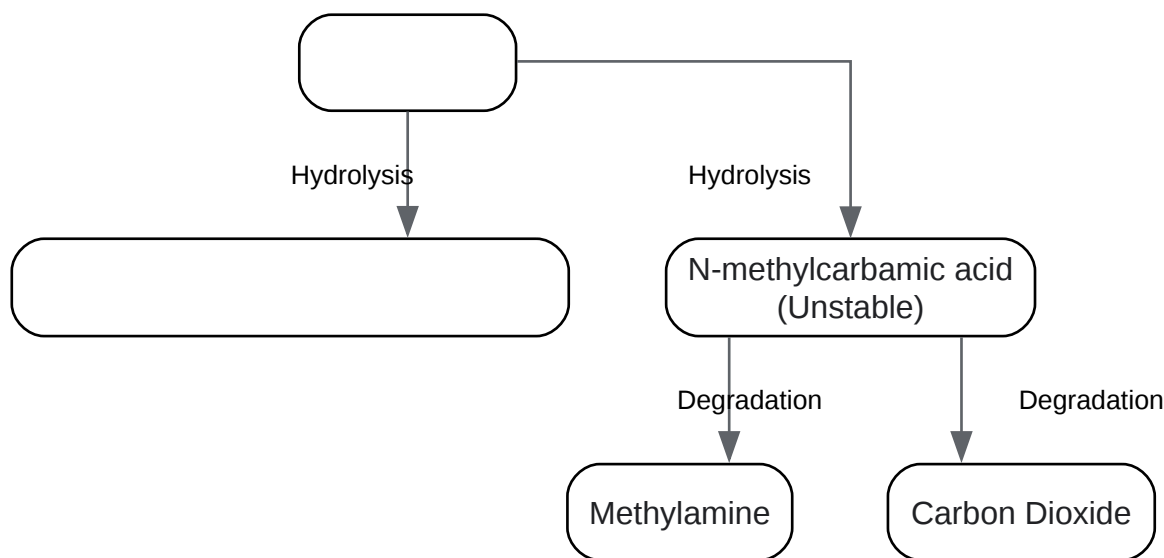 Hydrolysis
Hydrolysis
N-methylcarbamic acid
(Unstable)
Degradation
Degradation
Methylamine
Carbon Dioxide